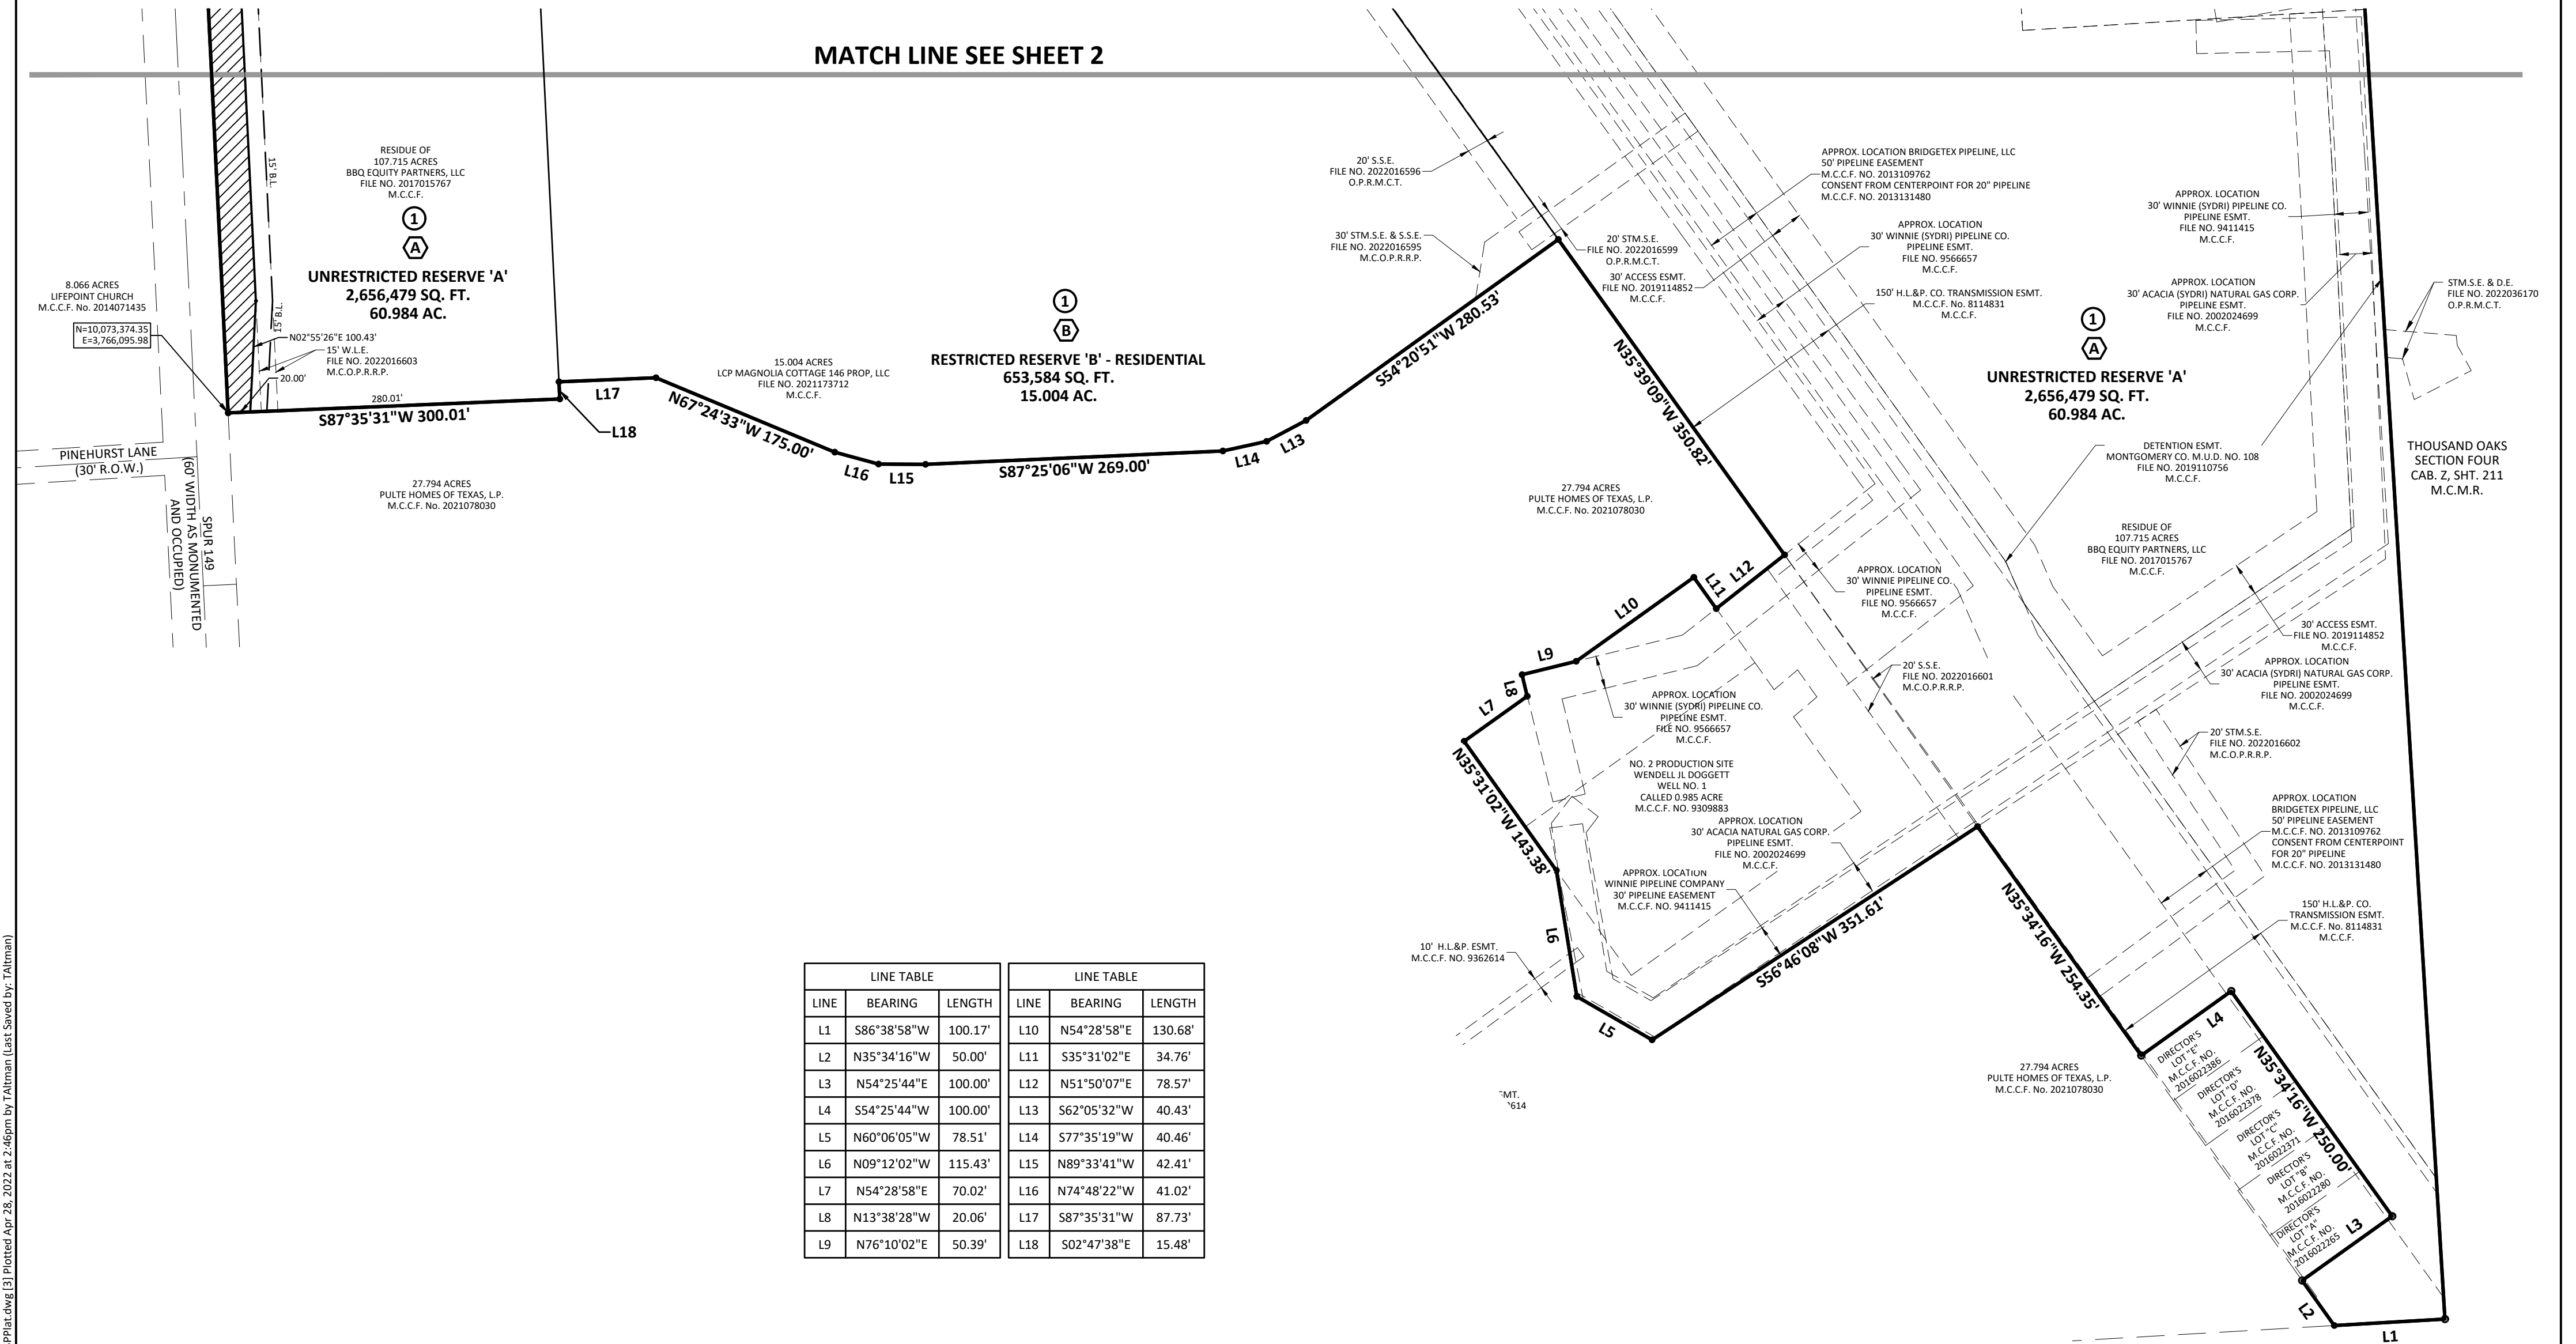 MATCH LINE SEE SHEET 2
RESIDUE OF
107.715 ACRES
BBQ EQUITY PARTNERS, LLC
FILE NO. 2017015767
M.C.C.F.
1
A
UNRESTRICTED RESERVE 'A'
2,656,479 SQ. FT.
60.984 AC.
15' B.L.
15' B.L.
8.066 ACRES
LIFEPOINT CHURCH
M.C.C.F. No. 2014071435
N=10,073,374.35
E=3,766,095.98
N02°55'26"E 100.43'
15' W.L.E.
FILE NO. 2022016603
M.C.O.P.R.R.P.
20.00'
280.01'
S87°35'31"W 300.01'
PINEHURST LANE
(30' R.O.W.)
SPUR 149
(60' WIDTH AS MONUMENTED
AND OCCUPIED)
27.794 ACRES
PULTE HOMES OF TEXAS, L.P.
M.C.C.F. No. 2021078030
L17
L18
N67°24'33"W 175.00'
15.004 ACRES
LCP MAGNOLIA COTTAGE 146 PROP, LLC
FILE NO. 2021173712
M.C.C.F.
L16
L15
S87°25'06"W 269.00'
L14
L13
1
B
RESTRICTED RESERVE 'B' - RESIDENTIAL
653,584 SQ. FT.
15.004 AC.
S54°20'51"W 280.53'
20' S.S.E.
FILE NO. 2022016596
O.P.R.M.C.T.
30' STM.S.E. & S.S.E.
FILE NO. 2022016595
M.C.O.P.R.R.P.
20' STM.S.E.
FILE NO. 2022016599
O.P.R.M.C.T.
30' ACCESS ESMT.
FILE NO. 2019114852
M.C.C.F.
APPROX. LOCATION BRIDGETEX PIPELINE, LLC
50' PIPELINE EASEMENT
M.C.C.F. NO. 2013109762
CONSENT FROM CENTERPOINT FOR 20" PIPELINE
M.C.C.F. NO. 2013131480
APPROX. LOCATION
30' WINNIE (SYDRI) PIPELINE CO.
PIPELINE ESMT.
FILE NO. 9566657
M.C.C.F.
150' H.L.&P. CO. TRANSMISSION ESMT.
M.C.C.F. No. 8114831
M.C.C.F.
APPROX. LOCATION
30' WINNIE (SYDRI) PIPELINE CO.
PIPELINE ESMT.
FILE NO. 9411415
M.C.C.F.
APPROX. LOCATION
30' ACACIA (SYDRI) NATURAL GAS CORP.
PIPELINE ESMT.
FILE NO. 2002024699
M.C.C.F.
STM.S.E. & D.E.
FILE NO. 2022036170
O.P.R.M.C.T.
1
A
UNRESTRICTED RESERVE 'A'
2,656,479 SQ. FT.
60.984 AC.
DETENTION ESMT.
MONTGOMERY CO. M.U.D. NO. 108
FILE NO. 2019110756
M.C.C.F.
THOUSAND OAKS
SECTION FOUR
CAB. Z, SHT. 211
M.C.M.R.
RESIDUE OF
107.715 ACRES
BBQ EQUITY PARTNERS, LLC
FILE NO. 2017015767
M.C.C.F.
N35°39'09"W 350.82'
27.794 ACRES
PULTE HOMES OF TEXAS, L.P.
M.C.C.F. No. 2021078030
L12
L11
L10
L9
L8
L7
APPROX. LOCATION
30' WINNIE PIPELINE CO.
PIPELINE ESMT.
FILE NO. 9566657
M.C.C.F.
20' S.S.E.
FILE NO. 2022016601
M.C.O.P.R.R.P.
30' ACCESS ESMT.
FILE NO. 2019114852
M.C.C.F.
APPROX. LOCATION
30' ACACIA (SYDRI) NATURAL GAS CORP.
PIPELINE ESMT.
FILE NO. 2002024699
M.C.C.F.
20' STM.S.E.
FILE NO. 2022016602
M.C.O.P.R.R.P.
APPROX. LOCATION
30' WINNIE (SYDRI) PIPELINE CO.
PIPELINE ESMT.
FILE NO. 9566657
M.C.C.F.
NO. 2 PRODUCTION SITE
WENDELL JL DOGGETT
WELL NO. 1
CALLED 0.985 ACRE
M.C.C.F. NO. 9309883
APPROX. LOCATION
30' ACACIA NATURAL GAS CORP.
PIPELINE ESMT.
FILE NO. 2002024699
M.C.C.F.
APPROX. LOCATION
WINNIE PIPELINE COMPANY
30' PIPELINE EASEMENT
M.C.C.F. NO. 9411415
N35°31'02"W 143.38'
L6
L5
S56°46'08"W 351.61'
10' H.L.&P. ESMT.
M.C.C.F. NO. 9362614
APPROX. LOCATION
BRIDGETEX PIPELINE, LLC
50' PIPELINE EASEMENT
M.C.C.F. NO. 2013109762
CONSENT FROM CENTERPOINT
FOR 20" PIPELINE
M.C.C.F. NO. 2013131480
150' H.L.&P. CO.
TRANSMISSION ESMT.
M.C.C.F. No. 8114831
M.C.C.F.
N35°34'16"W 254.35'
27.794 ACRES
PULTE HOMES OF TEXAS, L.P.
M.C.C.F. No. 2021078030
MT.
614
L4
N35°34'16"W 250.00'
DIRECTOR'S
LOT "E"
M.C.C.F. NO.
2016022386
DIRECTOR'S
LOT "D"
M.C.C.F. NO.
2016022378
DIRECTOR'S
LOT "C"
M.C.C.F. NO.
2016022371
DIRECTOR'S
LOT "B"
M.C.C.F. NO.
2016022280
DIRECTOR'S
LOT "A"
M.C.C.F. NO.
2016022265
L3
L2
L1
LINE TABLE
LINE BEARING LENGTH
L1 S86°38'58"W 100.17'
L2 N35°34'16"W 50.00'
L3 N54°25'44"E 100.00'
L4 S54°25'44"W 100.00'
L5 N60°06'05"W 78.51'
L6 N09°12'02"W 115.43'
L7 N54°28'58"E 70.02'
L8 N13°38'28"W 20.06'
L9 N76°10'02"E 50.39'
LINE TABLE
LINE BEARING LENGTH
L10 N54°28'58"E 130.68'
L11 S35°31'02"E 34.76'
L12 N51°50'07"E 78.57'
L13 S62°05'32"W 40.43'
L14 S77°35'19"W 40.46'
L15 N89°33'41"W 42.41'
L16 N74°48'22"W 41.02'
L17 S87°35'31"W 87.73'
L18 S02°47'38"E 15.48'
PPlat.dwg [3] Plotted Apr 28, 2022 at 2:46pm by TAltman (Last Saved by: TAltman)